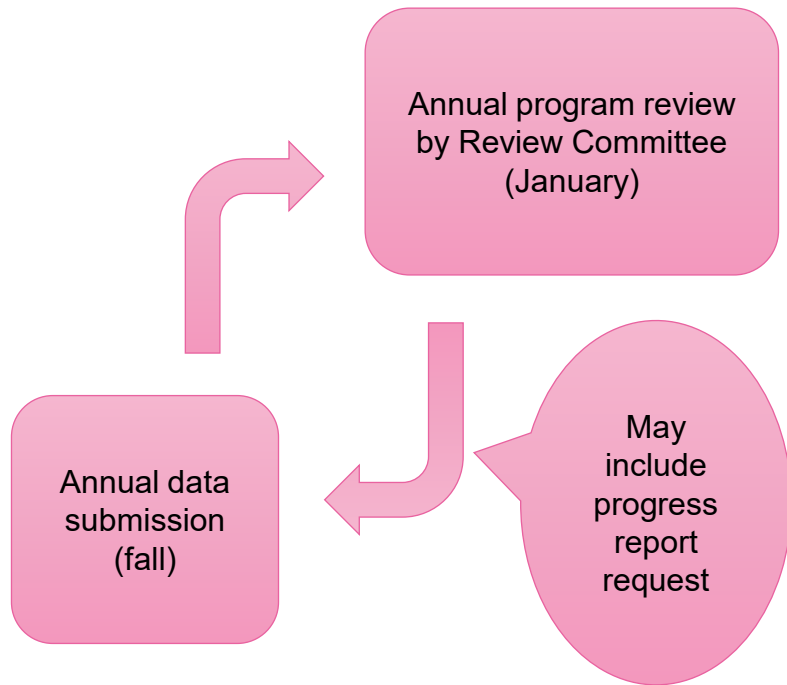 Annual program review
by Review Committee
(January)
Annual data
submission
(fall)
May
include
progress
report
request